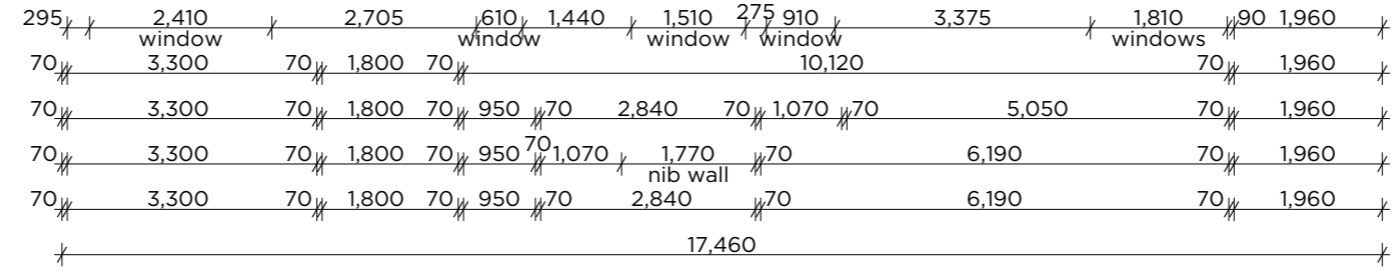 295 2,410 2,705 610 1,440 1,510 275 910 3,375 1,810 90 1,960
window window window window windows
70 3,300 70 1,800 70 10,120 70 1,960
70 3,300 70 1,800 70 950 70 2,840 70 1,070 70 5,050 70 1,960
70 3,300 70 1,800 70 950 70 1,070 1,770 70 6,190 70 1,960
nib wall
70 3,300 70 1,800 70 950 70 2,840 70 6,190 70 1,960
17,460